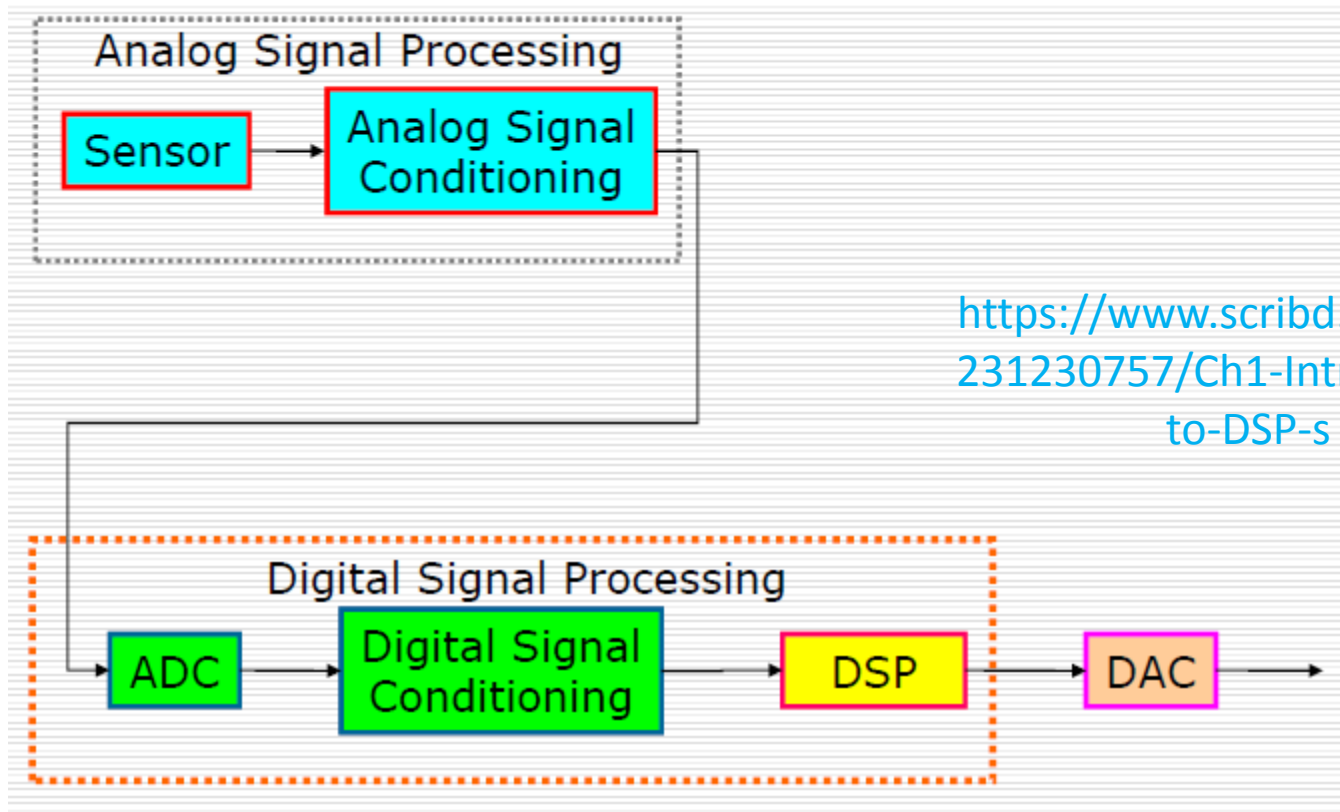 Analog Signal Processing
Sensor
Analog Signal
Conditioning
https://www.scribd
231230757/Ch1-Int
to-DSP-s
Digital Signal Processing
ADC
Digital Signal
Conditioning
DSP
DAC